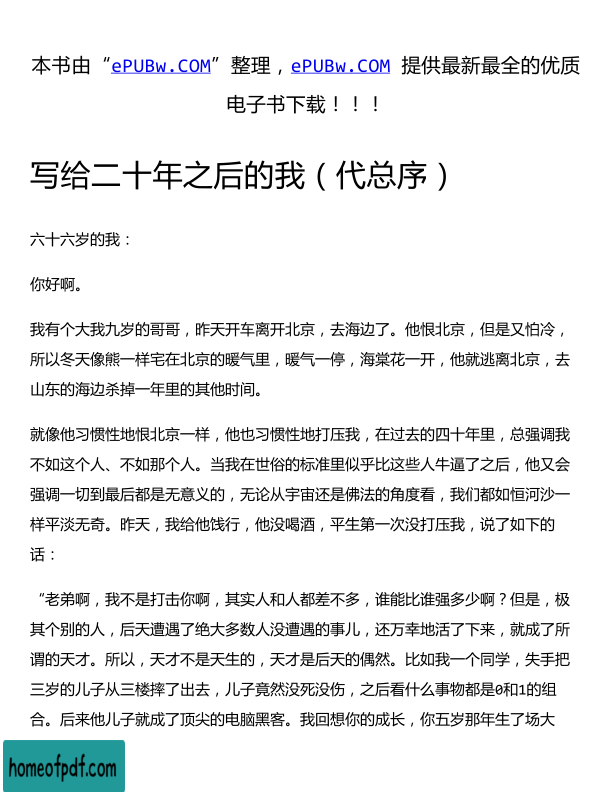 本书由“ePUBw.COM”整理，ePUBw.COM 提供最新最全的优质
电子书下载！！！
写给二十年之后的我（代总序）
六十六岁的我：
你好啊。
我有个大我九岁的哥哥，昨天开车离开北京，去海边了。他恨北京，但是又怕冷，
所以冬天像熊一样宅在北京的暖气里，暖气一停，海棠花一开，他就逃离北京，去
山东的海边杀掉一年里的其他时间。
就像他习惯性地恨北京一样，他也习惯性地打压我，在过去的四十年里，总强调我
不如这个人、不如那个人。当我在世俗的标准里似乎比这些人牛逼了之后，他又会
强调一切到最后都是无意义的，无论从宇宙还是佛法的角度看，我们都如恒河沙一
样平淡无奇。昨天，我给他饯行，他没喝酒，平生第一次没打压我，说了如下的
话：
“老弟啊，我不是打击你啊，其实人和人都差不多，谁能比谁强多少啊？但是，极
其个别的人，后天遭遇了绝大多数人没遭遇的事儿，还万幸地活了下来，就成了所
谓的天才。所以，天才不是天生的，天才是后天的偶然。比如我一个同学，失手把
三岁的儿子从三楼摔了出去，儿子竟然没死没伤，之后看什么事物都是0和1的组
合。后来他儿子就成了顶尖的电脑黑客。我回想你的成长，你五岁那年生了场大
homeofpdf.com